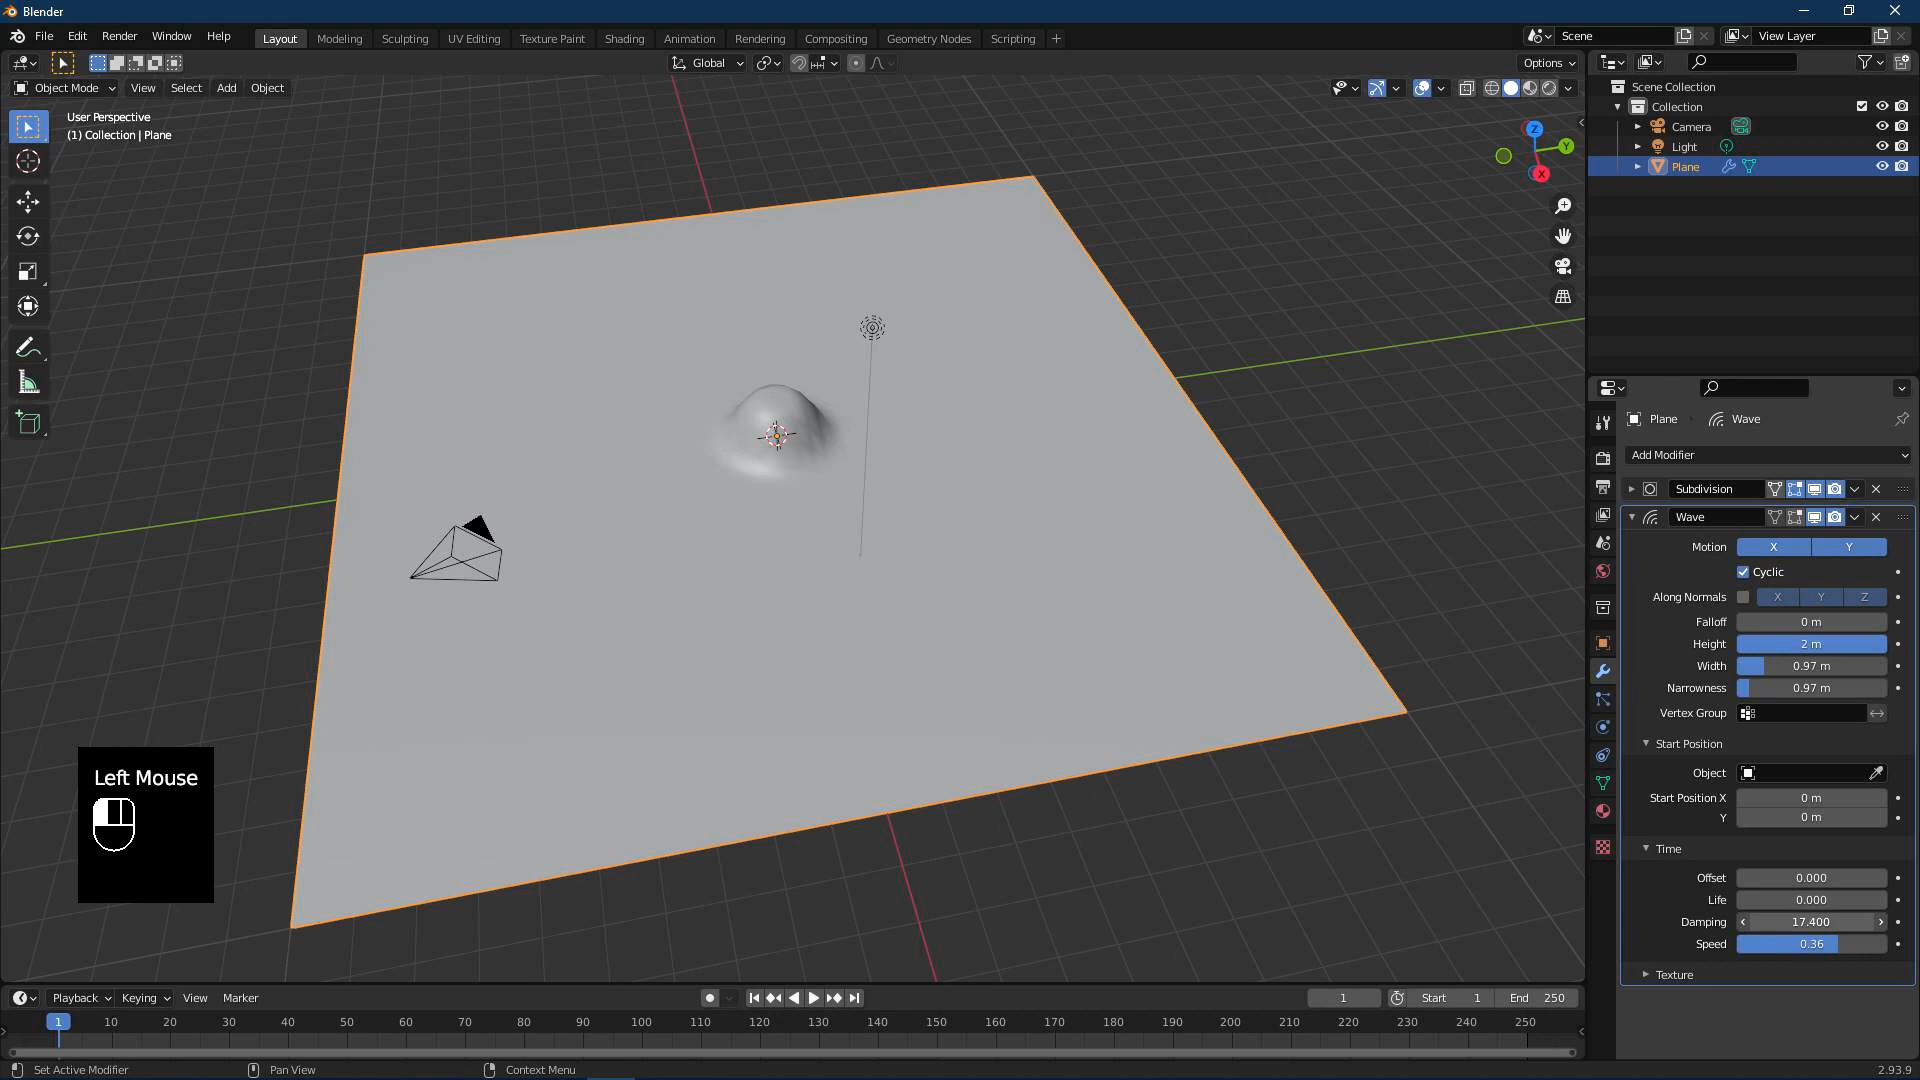 Blender
File Edit Render Window Help
Layout Modeling Sculpting UV Editing Texture Paint Shading Animation Rendering Compositing Geometry Nodes Scripting +
Scene
View Layer
Global
Options
Object Mode View Select Add Object
User Perspective
(1) Collection | Plane
Z
Y
X
Scene Collection
Collection
Camera
Light
Plane
Plane Wave
Add Modifier
Subdivision
Wave
Motion X Y
Cyclic
Along Normals X Y Z
Falloff 0 m
Height 2 m
Width 0.97 m
Narrowness 0.97 m
Vertex Group
Start Position
Object
Start Position X 0 m
Y 0 m
Time
Offset 0.000
Life 0.000
Damping 17.400
Speed 0.36
Texture
Left Mouse
Playback Keying View Marker
1
Start 1 End 250
1 10 20 30 40 50 60 70 80 90 100 110 120 130 140 150 160 170 180 190 200 210 220 230 240 250
Set Active Modifier Pan View Context Menu
2.93.9